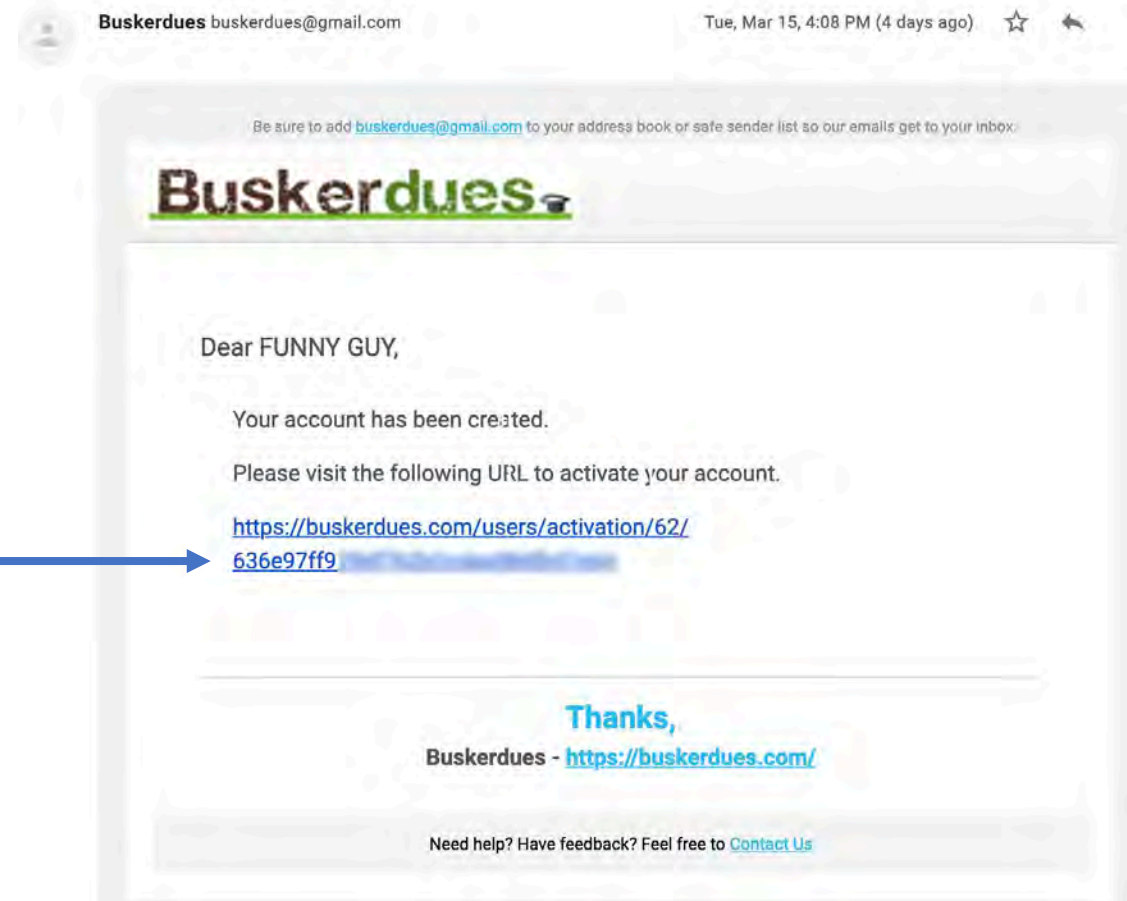 Buskerdues buskerdues@gmail.com Tue, Mar 15, 4:08 PM (4 days ago)
Be sure to add buskerdues@gmail.com to your address book or safe sender list so our emails get to your inbox.
Buskerdues
Dear FUNNY GUY,
Your account has been created.
Please visit the following URL to activate your account.
https://buskerdues.com/users/activation/62/
636e97ff9
Thanks,
Buskerdues - https://buskerdues.com/
Need help? Have feedback? Feel free to Contact Us